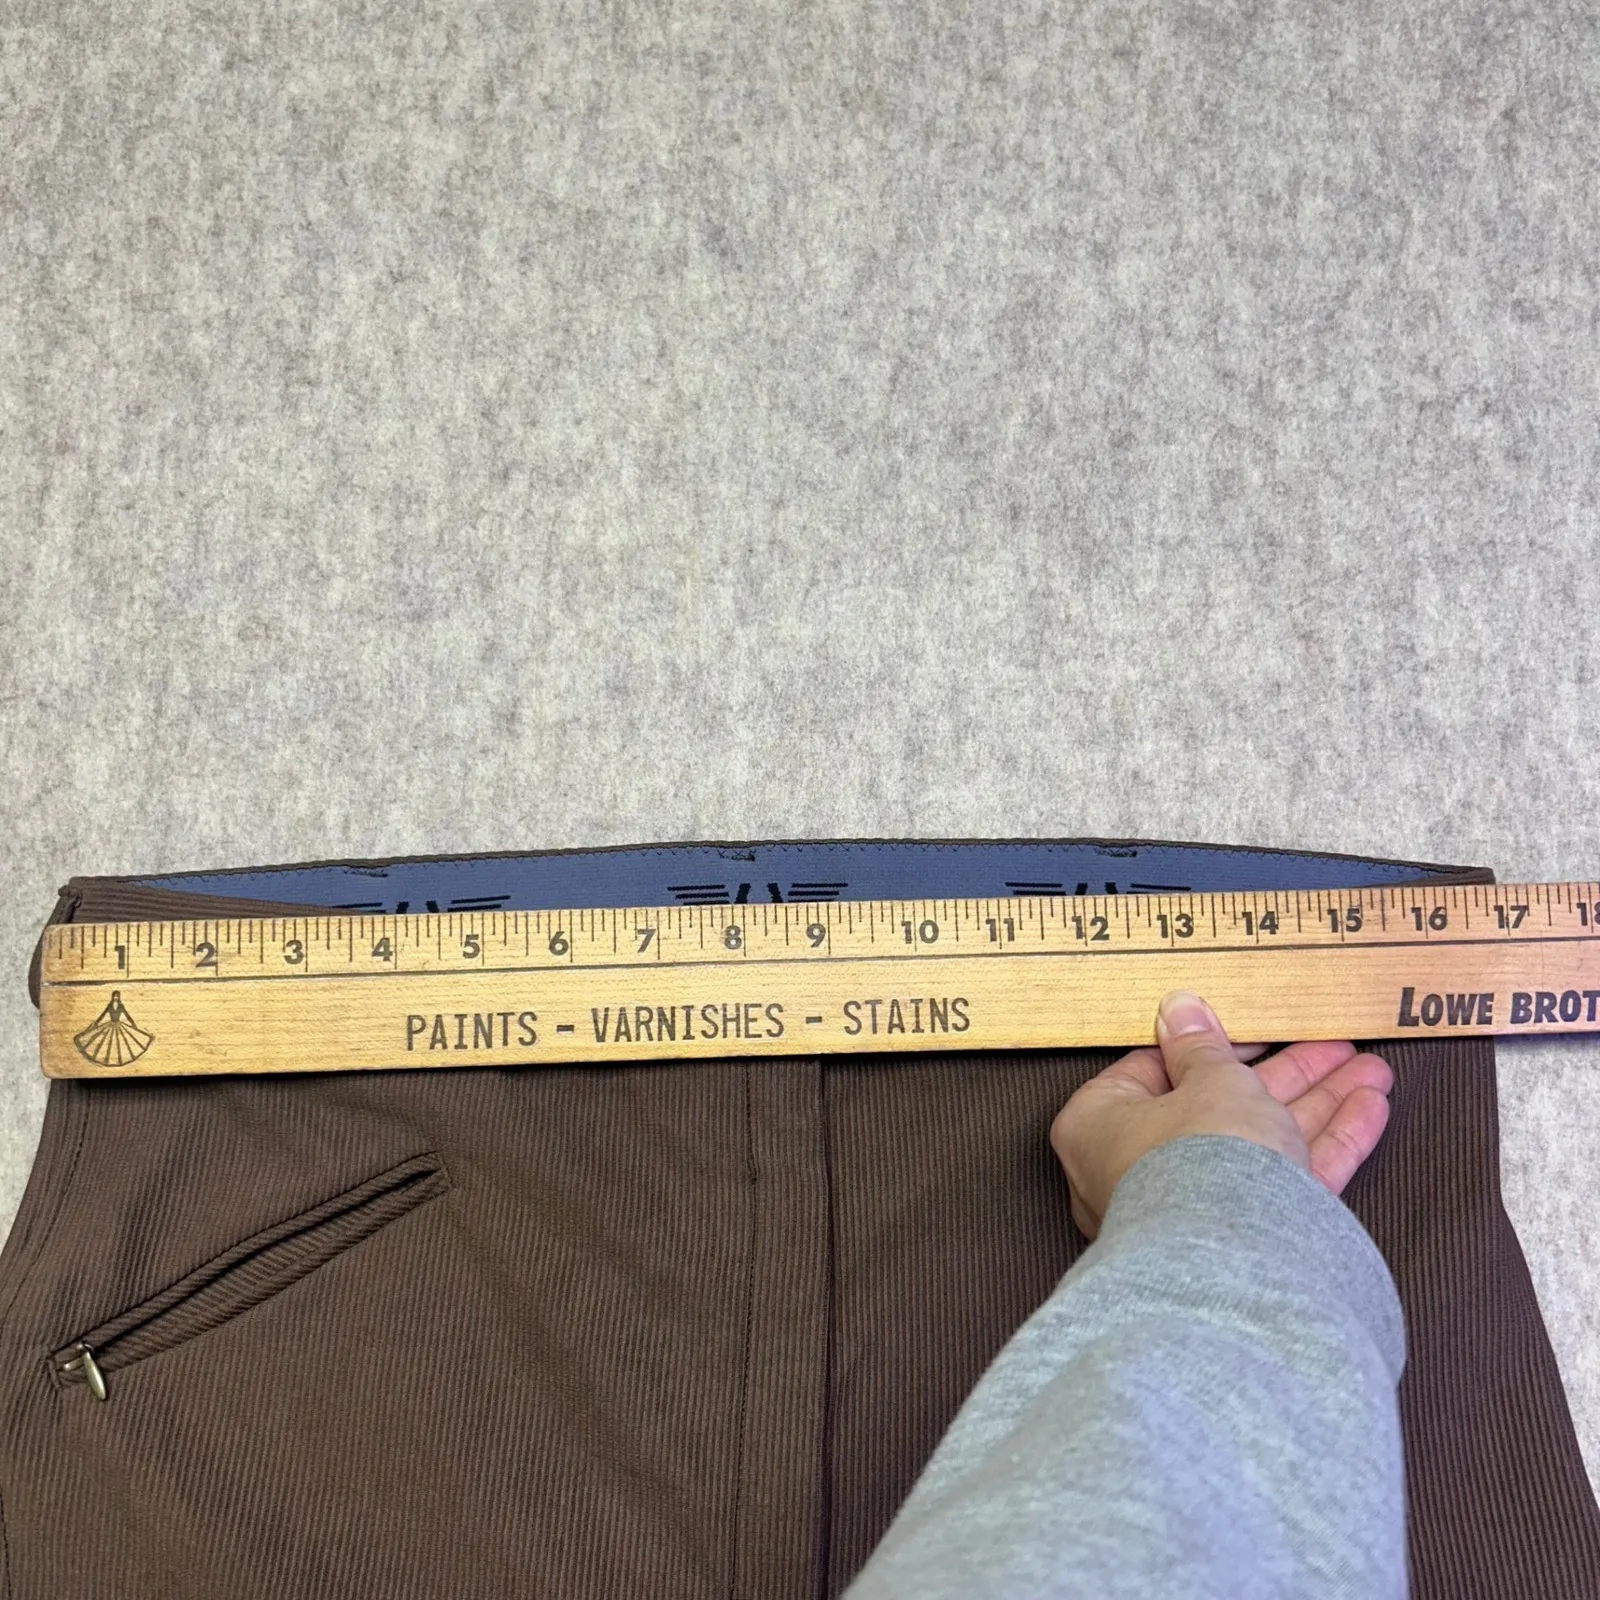 1 2 3 4 5 6 7 8 9 10 11 12 13 14 15 16 17 18
PAINTS - VARNISHES - STAINS LOWE BROT